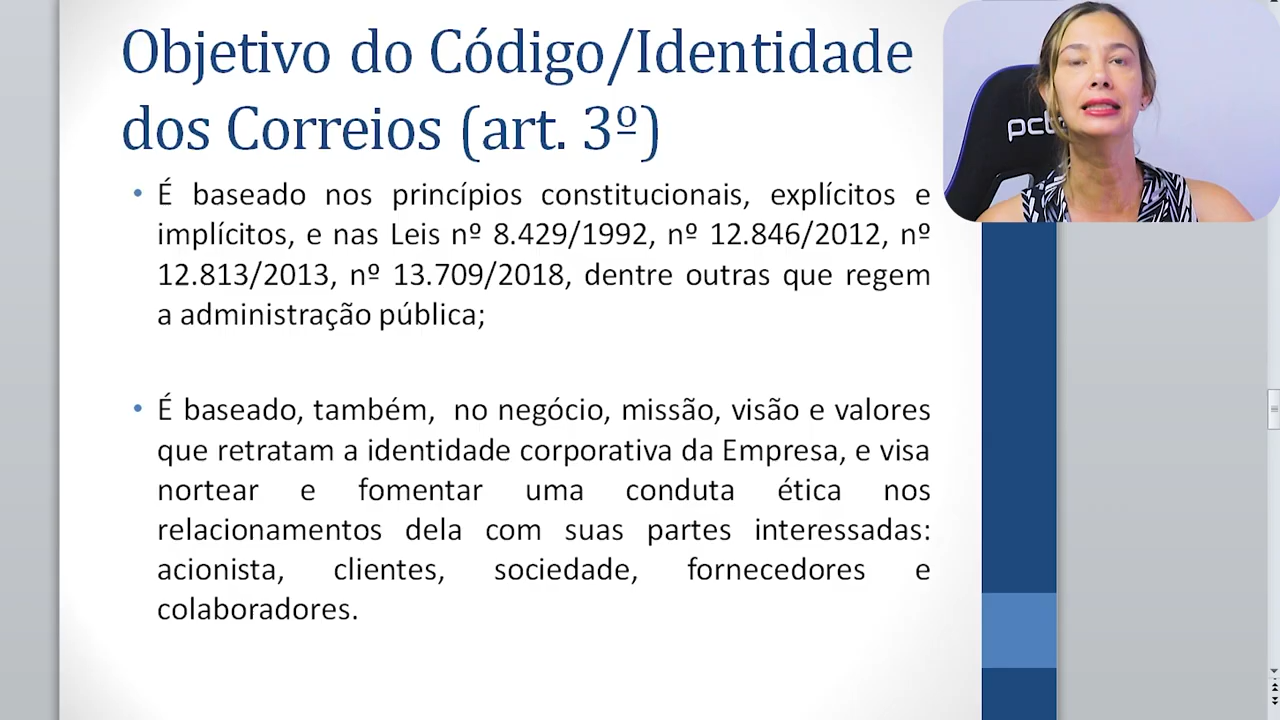 Objetivo do Código/Identidade
dos Correios (art. 3º)
• É baseado nos princípios constitucionais, explícitos e
implícitos, e nas Leis nº 8.429/1992, nº 12.846/2012, nº
12.813/2013, nº 13.709/2018, dentre outras que regem
a administração pública;
• É baseado, também, no negócio, missão, visão e valores
que retratam a identidade corporativa da Empresa, e visa
nortear e fomentar uma conduta ética nos
relacionamentos dela com suas partes interessadas:
acionista, clientes, sociedade, fornecedores e
colaboradores.